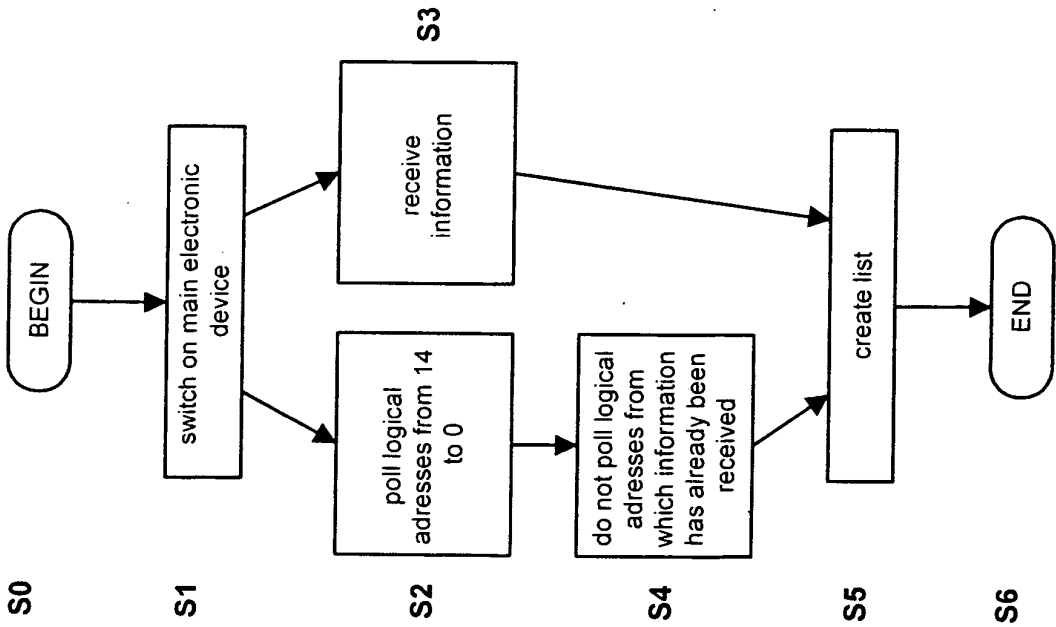 S0
BEGIN
S1
switch on main electronic
device
S2
poll logical
adresses from 14
to 0
receive
information
S3
S4
do not poll logical
adresses from
which information
has already been
received
S5
create list
S6
END